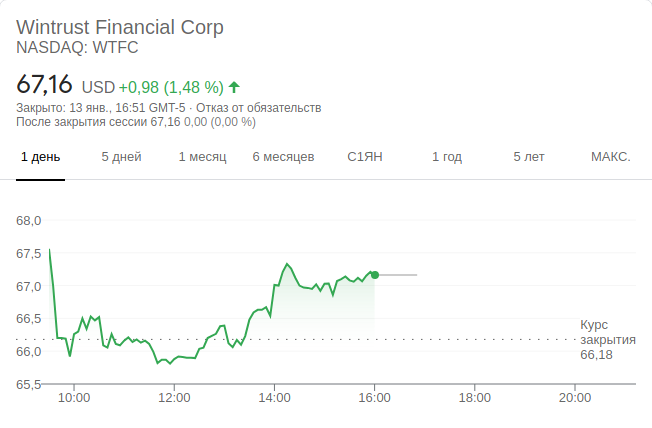 Wintrust Financial Corp
NASDAQ: WTFC
67,16 USD +0,98 (1,48 %)
Закрыто: 13 янв., 16:51 GMT-5 · Отказ от обязательств
После закрытия сессии 67,16 0,00 (0,00 %)
1 день 5 дней 1 месяц 6 месяцев С1ЯН 1 год 5 лет МАКС.
68,0
67,5
67,0
66,5
66,0
65,5
Курс
закрытия
66,18
10:00 12:00 14:00 16:00 18:00 20:00